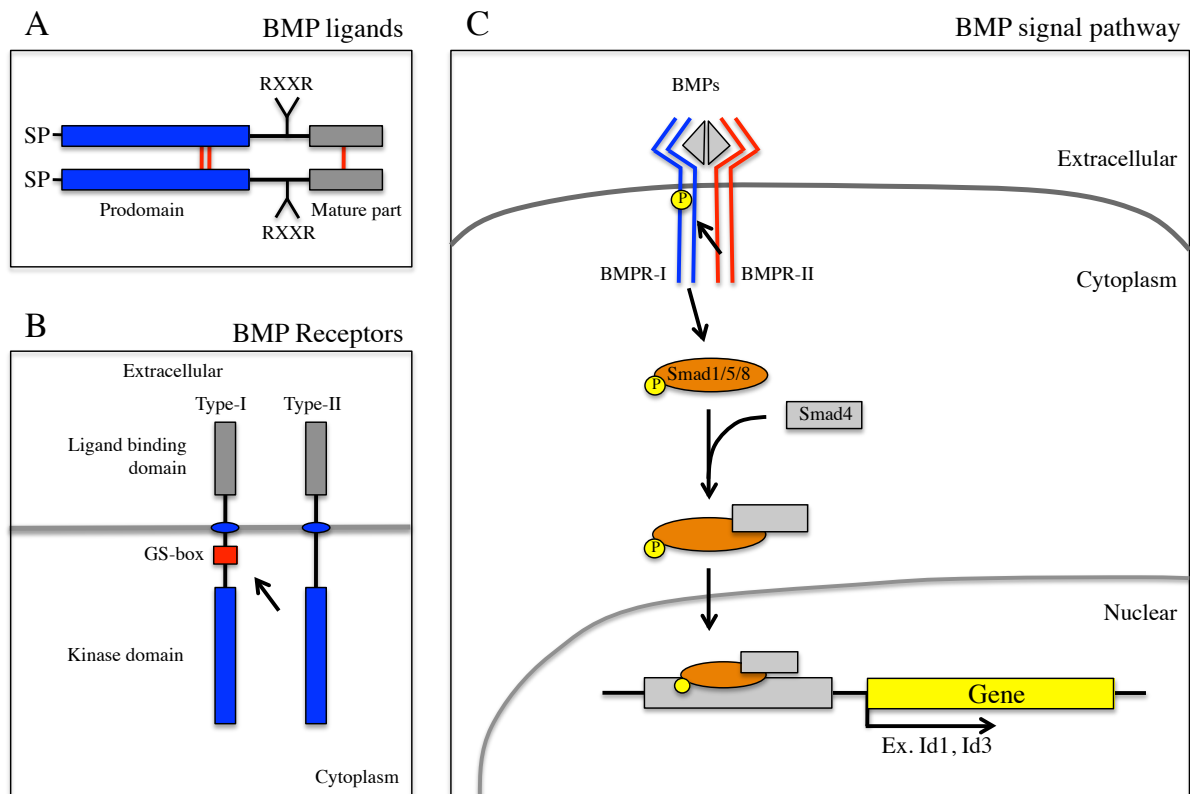 A
BMP ligands
RXXR
SP
SP
Prodomain
Mature part
RXXR
B
BMP Receptors
Extracellular
Type-I
Type-II
Ligand binding
domain
GS-box
Kinase domain
Cytoplasm
C
BMP signal pathway
BMPs
Extracellular
P
BMPR-I
BMPR-II
Cytoplasm
Smad1/5/8
P
Smad4
P
Nuclear
Gene
Ex. Id1, Id3